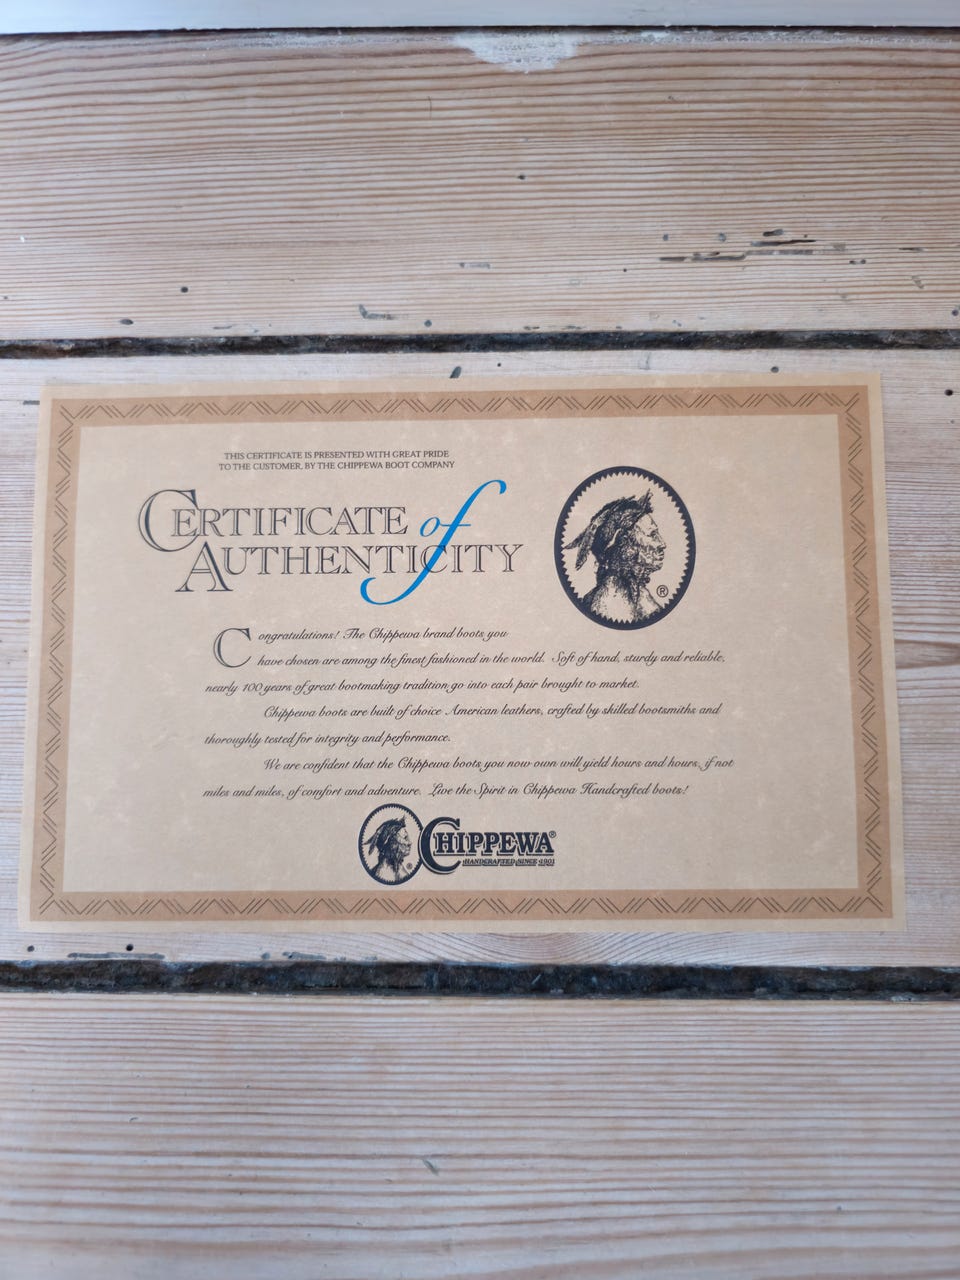 THIS CERTIFICATE IS PRESENTED WITH GREAT PRIDE
TO THE CUSTOMER, BY THE CHIPPEWA BOOT COMPANY
CERTIFICATE of
AUTHENTICITY
®
Congratulations! The Chippewa brand boots you
have chosen are among the finest fashioned in the world. Soft of hand, sturdy and reliable,
nearly 100 years of great bootmaking tradition go into each pair brought to market.
Chippewa boots are built of choice American leathers, crafted by skilled bootsmiths and
thoroughly tested for integrity and performance.
We are confident that the Chippewa boots you now own will yield hours and hours, if not
miles and miles, of comfort and adventure. Live the Spirit in Chippewa Handcrafted boots!
® CHIPPEWA®
HANDCRAFTED SINCE 1901